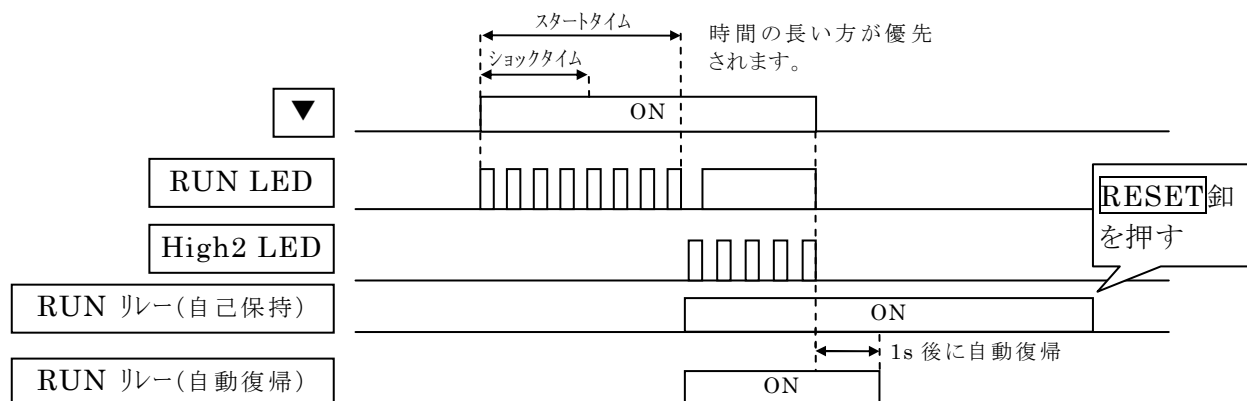 スタートタイム
時間の長い方が優先
されます。
ショックタイム
▼
ON
RUN LED
RESET釦
を押す
High2 LED
RUN リレー(自己保持)
ON
1s 後に自動復帰
RUN リレー(自動復帰)
ON